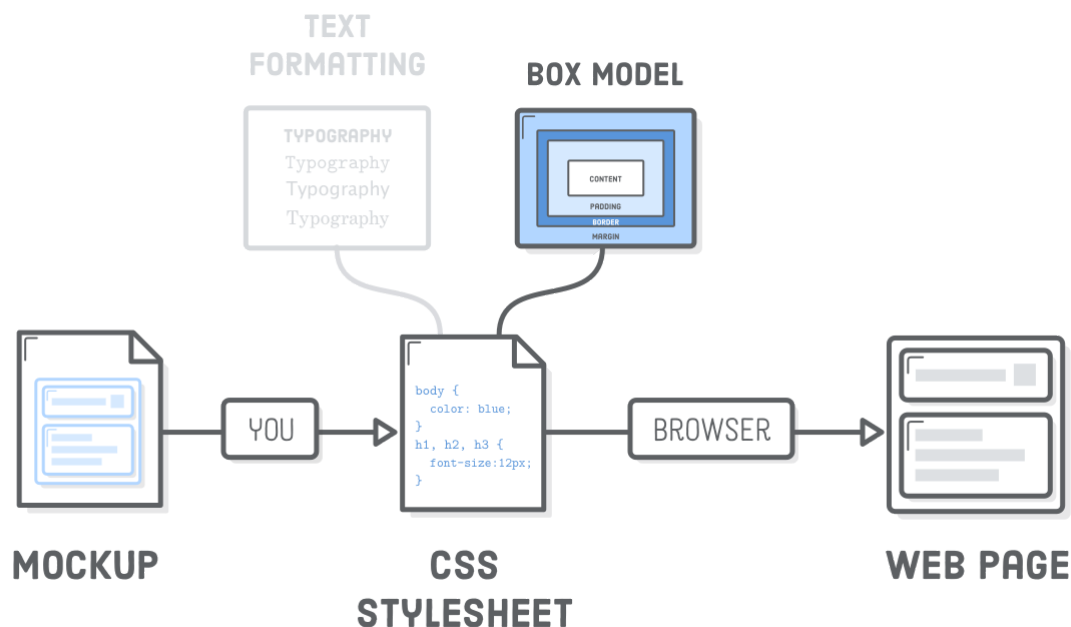 TEXT
FORMATTING
TYPOGRAPHY
Typography
Typography
Typography
BOX MODEL
CONTENT
PADDING
BORDER
MARGIN
MOCKUP
YOU
body {
  color: blue;
}
h1, h2, h3 {
  font-size:12px;
}
CSS
STYLESHEET
BROWSER
WEB PAGE